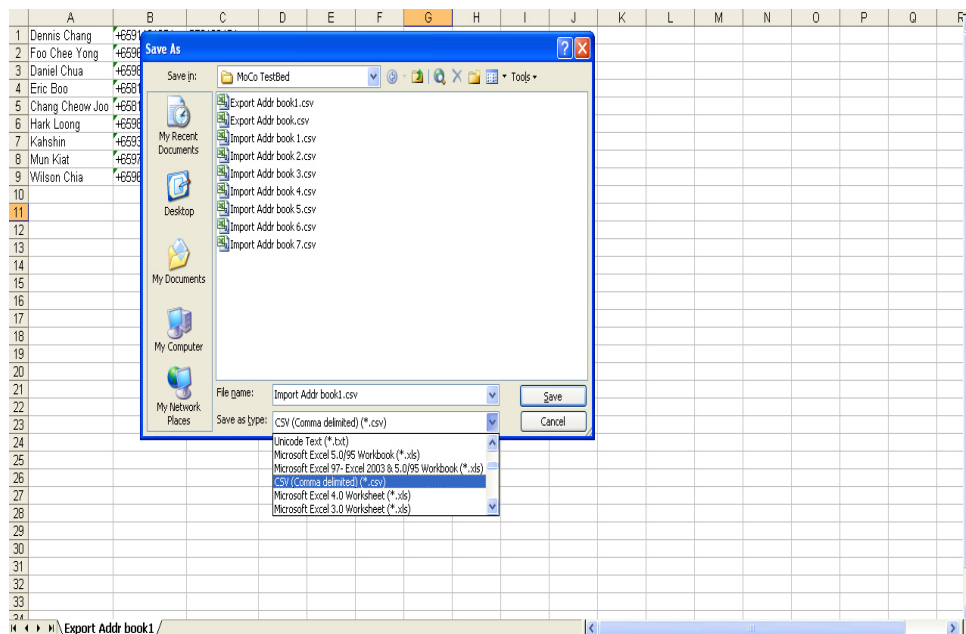 A B C D E F G H I J K L M N O P Q R
1 Dennis Chang
2 Foo Chee Yong
3 Daniel Chua
4 Eric Boo
5 Chang Cheow Joo
6 Hark Loong
7 Kahshin
8 Mun Kiat
9 Wilson Chia
10
11
12
13
14
15
16
17
18
19
20
21
22
23
24
25
26
27
28
29
30
31
32
33
34
Save As
Save in: MoCo TestBed Tools
My Recent Documents
Desktop
My Documents
My Computer
My Network Places
Export Addr book1.csv
Export Addr book.csv
Import Addr book 1.csv
Import Addr book 2.csv
Import Addr book 3.csv
Import Addr book 4.csv
Import Addr book 5.csv
Import Addr book 6.csv
Import Addr book 7.csv
File name: Import Addr book1.csv Save
Save as type: CSV (Comma delimited) (*.csv) Cancel
Unicode Text (*.txt)
Microsoft Excel 5.0/95 Workbook (*.xls)
Microsoft Excel 97- Excel 2003 & 5.0/95 Workbook (*.xls)
CSV (Comma delimited) (*.csv)
Microsoft Excel 4.0 Worksheet (*.xls)
Microsoft Excel 3.0 Worksheet (*.xls)
Export Addr book1